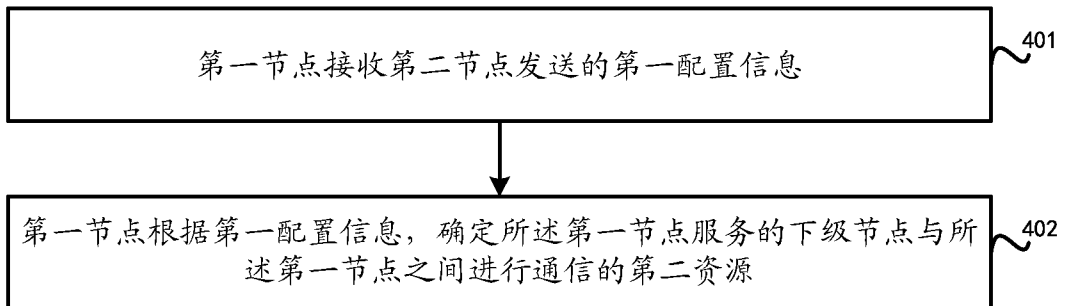 第一节点接收第二节点发送的第一配置信息
401
第一节点根据第一配置信息，确定所述第一节点服务的下级节点与所
述第一节点之间进行通信的第二资源
402